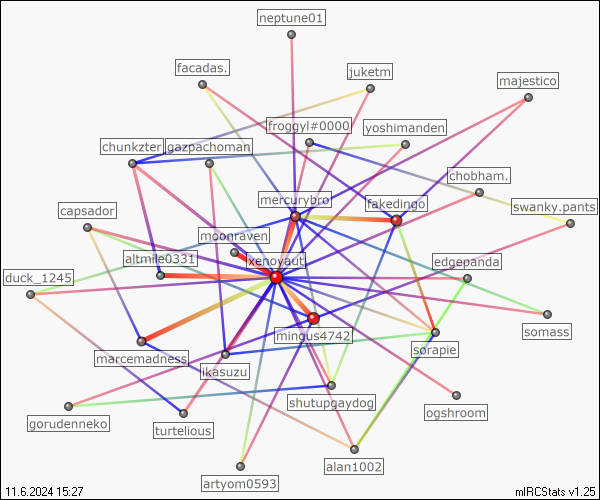 neptune01
facadas.
juketm
majestico
froggyl#0000
yoshimanden
chunkzter
gazpachoman
chobham.
mercurybro
fakedingo
swanky.pants
capsador
moonraven
altmile0331
xenoyaut
edgepanda
duck_1245
somass
mingus4742
sorapie
marcemadness
ikasuzu
shutupgaydog
ogshroom
gorudenneko
turtelious
alan1002
artyom0593
11.6.2024 15:27
mIRCStats v1.25